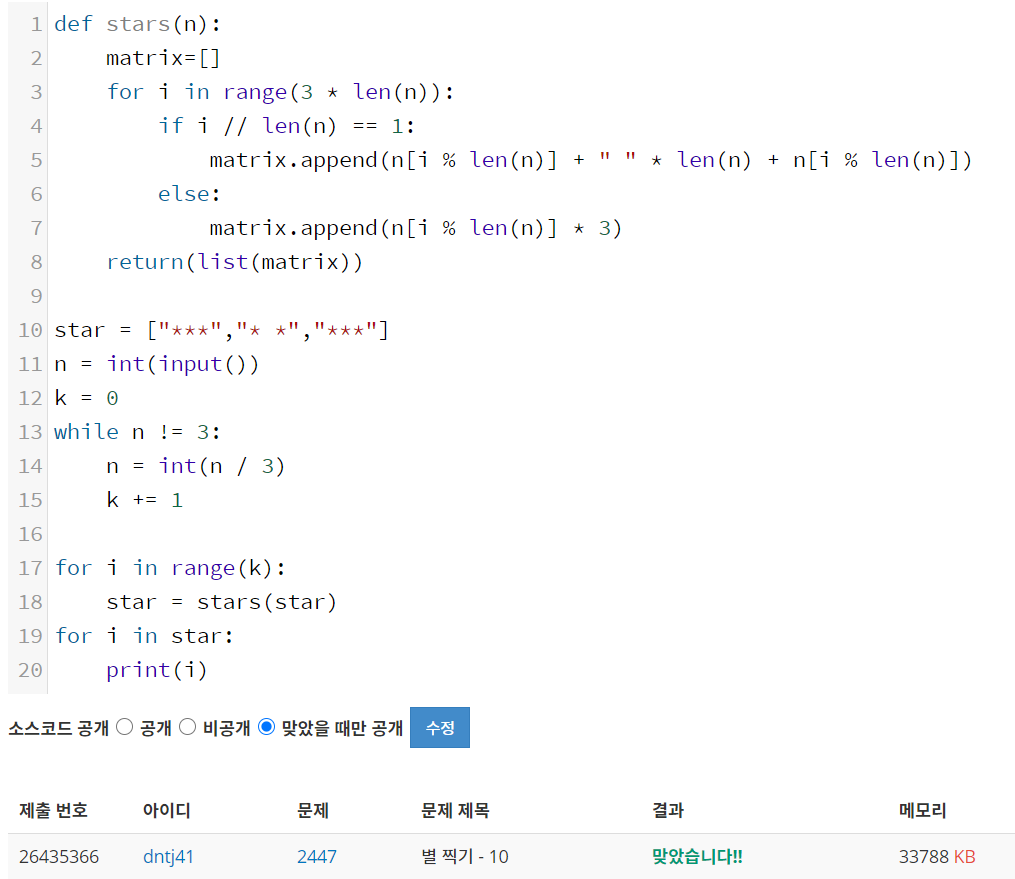 1 def stars(n):
2     matrix=[]
3     for i in range(3 * len(n)):
4         if i // len(n) == 1:
5             matrix.append(n[i % len(n)] + " " * len(n) + n[i % len(n)])
6         else:
7             matrix.append(n[i % len(n)] * 3)
8     return(list(matrix))
9
10 star = ["***","* *","***"]
11 n = int(input())
12 k = 0
13 while n != 3:
14     n = int(n / 3)
15     k += 1
16
17 for i in range(k):
18     star = stars(star)
19 for i in star:
20     print(i)
소스코드 공개 공개 비공개 맞았을 때만 공개 수정
제출 번호 아이디 문제 문제 제목 결과 메모리
26435366 dntj41 2447 별 찍기 - 10 맞았습니다!! 33788 KB